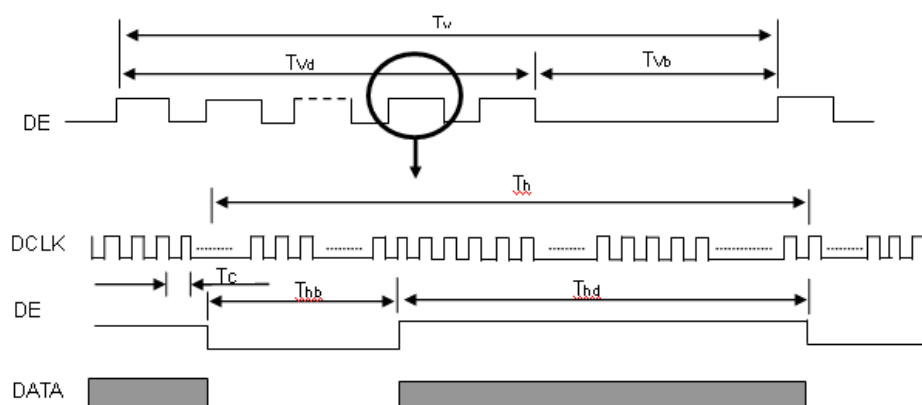 Tv
TVd
TVb
DE
Th
DCLK
TC
Thb
Thd
DE
DATA